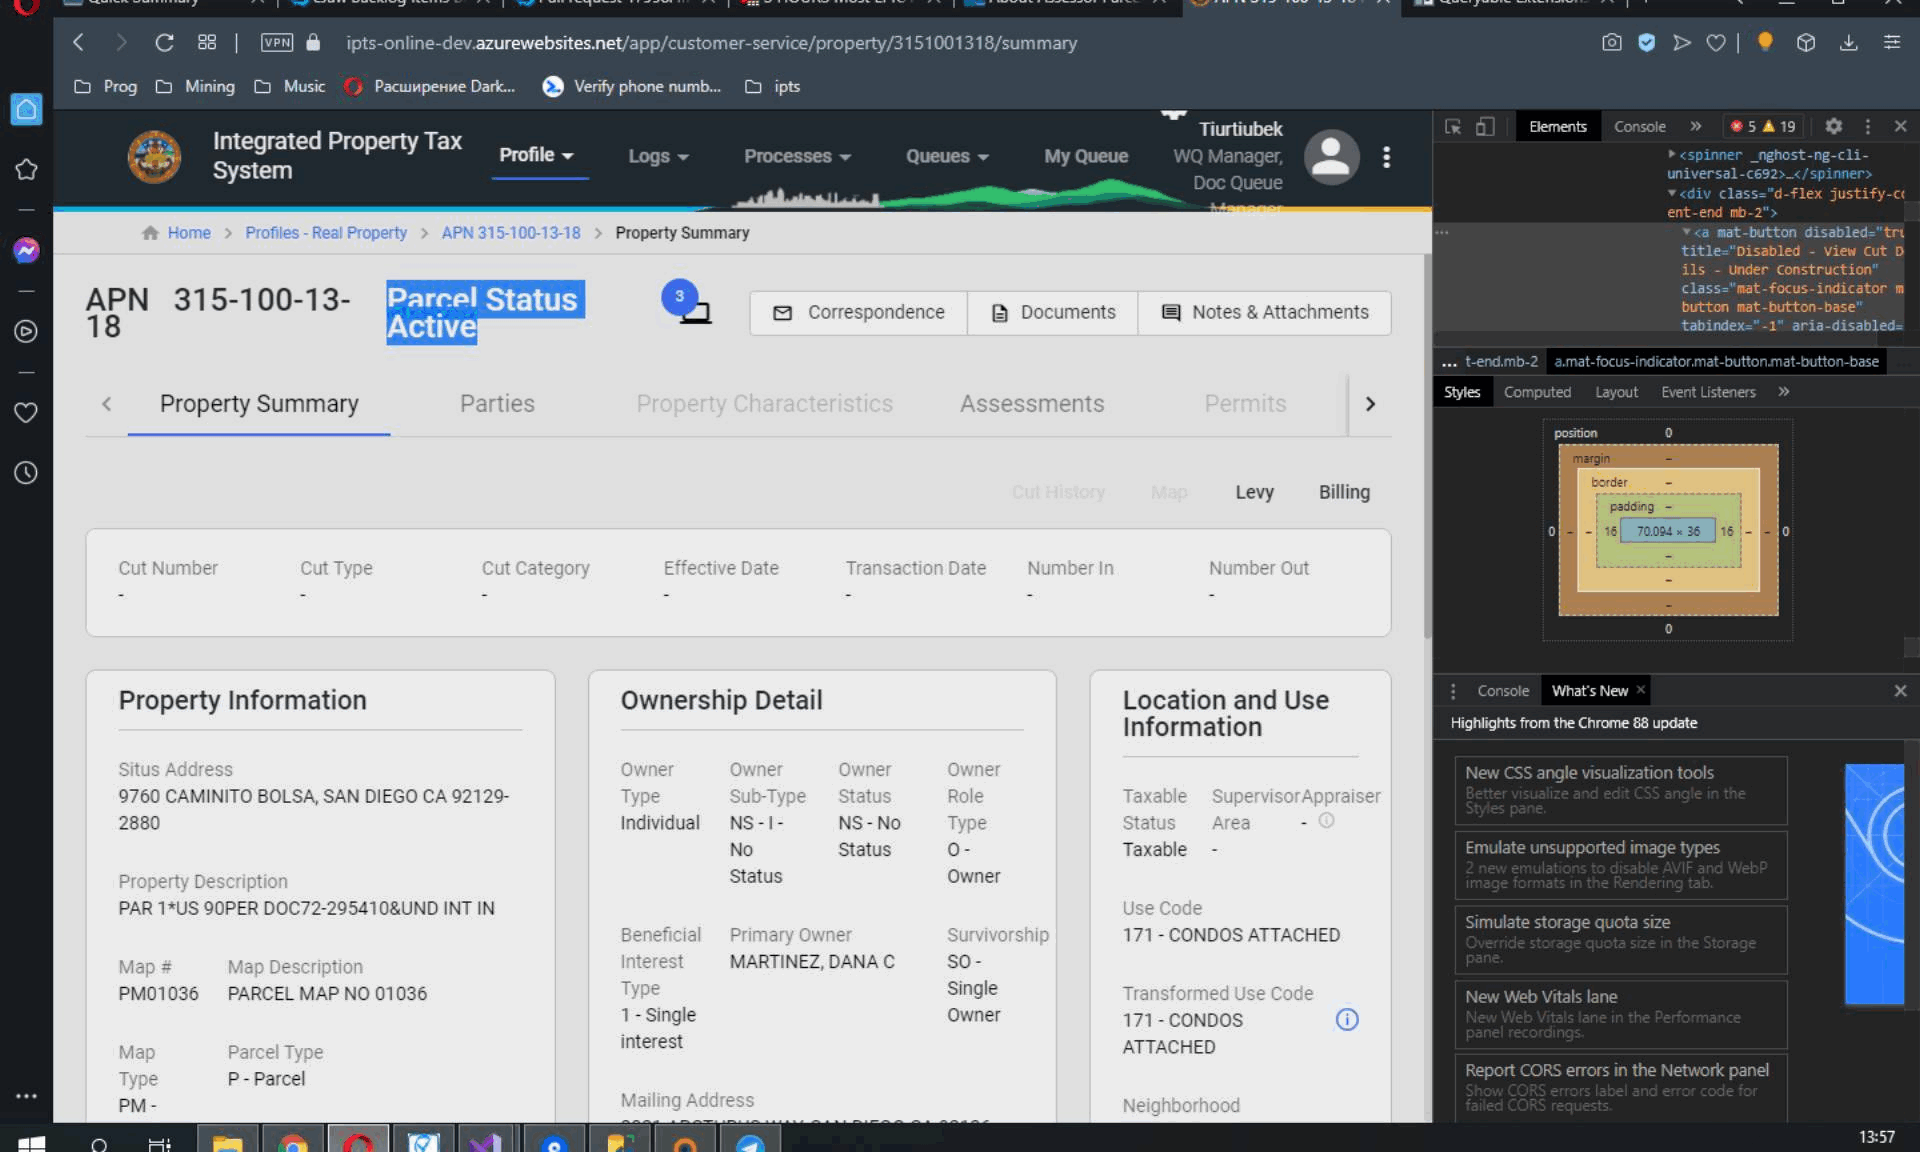 Quick Summary
ipts-online-dev.azurewebsites.net/app/customer-service/property/3151001318/summary
VPN
Prog
Mining
Music
Расширение Dark...
Verify phone numb...
ipts
Integrated Property Tax
System
Profile
Logs
Processes
Queues
My Queue
Tiurtiubek
WQ Manager,
Doc Queue
Manager
Home > Profiles - Real Property > APN 315-100-13-18 > Property Summary
APN 315-100-13-
18
Parcel Status
Active
3
Correspondence
Documents
Notes & Attachments
Property Summary
Parties
Property Characteristics
Assessments
Permits
Cut History
Map
Levy
Billing
Cut Number
-
Cut Type
-
Cut Category
-
Effective Date
-
Transaction Date
-
Number In
-
Number Out
-
Property Information
Situs Address
9760 CAMINITO BOLSA, SAN DIEGO CA 92129-
2880
Property Description
PAR 1*US 90PER DOC72-295410&UND INT IN
Map #
PM01036
Map Description
PARCEL MAP NO 01036
Map
Type
PM -
Parcel Type
P - Parcel
Ownership Detail
Owner
Type
Individual
Owner
Sub-Type
NS - I -
No
Status
Owner
Status
NS - No
Status
Owner
Role
Type
O -
Owner
Beneficial
Interest
Type
1 - Single
interest
Primary Owner
MARTINEZ, DANA C
Survivorship
SO -
Single
Owner
Mailing Address
Location and Use
Information
Taxable
Status
Taxable
Supervisor
Area
-
Appraiser
-
Use Code
171 - CONDOS ATTACHED
Transformed Use Code
171 - CONDOS
ATTACHED
Neighborhood
Elements
Console
5
19
<spinner _nghost-ng-cli-
universal-c692>…</spinner>
<div class="d-flex justify-co
ent-end mb-2">
<a mat-button disabled="tru
title="Disabled - View Cut D
ils - Under Construction"
class="mat-focus-indicator m
button mat-button-base"
tabindex="-1" aria-disabled=
... t-end.mb-2
a.mat-focus-indicator.mat-button.mat-button-base
Styles
Computed
Layout
Event Listeners
position
0
margin
-
border
-
padding
-
0
-
-
16
70.094 × 36
16
-
-
0
-
-
-
0
Console
What's New
Highlights from the Chrome 88 update
New CSS angle visualization tools
Better visualize and edit CSS angle in the
Styles pane.
Emulate unsupported image types
2 new emulations to disable AVIF and WebP
image formats in the Rendering tab.
Simulate storage quota size
Override storage quota size in the Storage
pane.
New Web Vitals lane
New Web Vitals lane in the Performance
panel recordings.
Report CORS errors in the Network panel
Show CORS errors label and error code for
failed CORS requests.
13:57